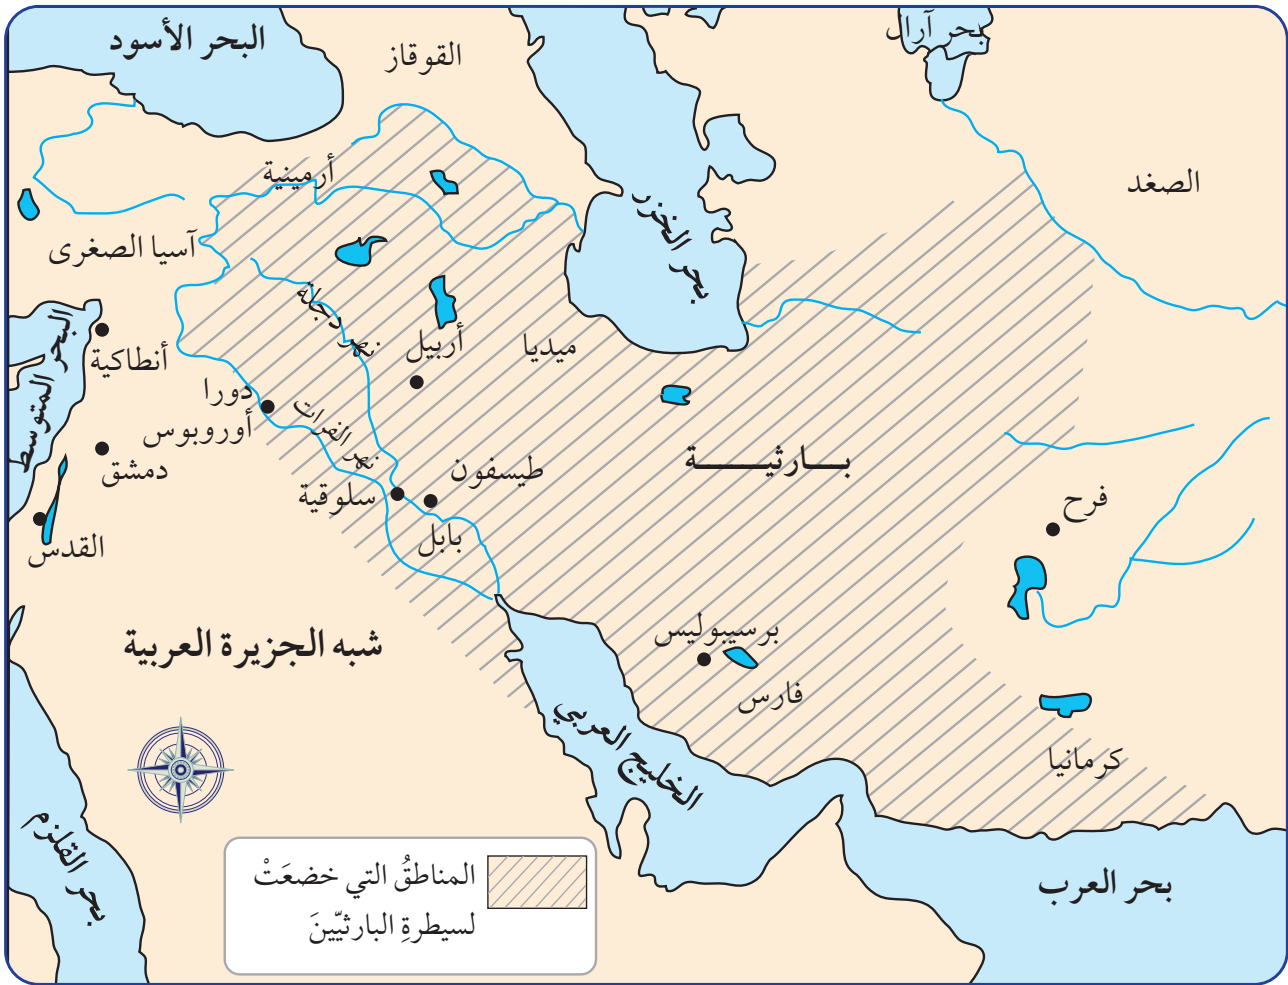 البحر الأسود
القوقاز
بحر آرال
الصغد
أرمينية
بحر الخزر
آسيا الصغرى
نهر دجلة
البحر المتوسط
أنطاكية
أربيل
ميديا
دورا
أوروبوس
نهر الفرات
دمشق
سلوقية
طيسفون
بـــارثيـــــة
فرح
القدس
بابل
شبه الجزيرة العربية
برسيبوليس
فارس
الخليج العربي
كرمانيا
بحر القلزم
بحر العرب
المناطقُ التي خضعَتْ
لسيطرةِ البارثيّينَ